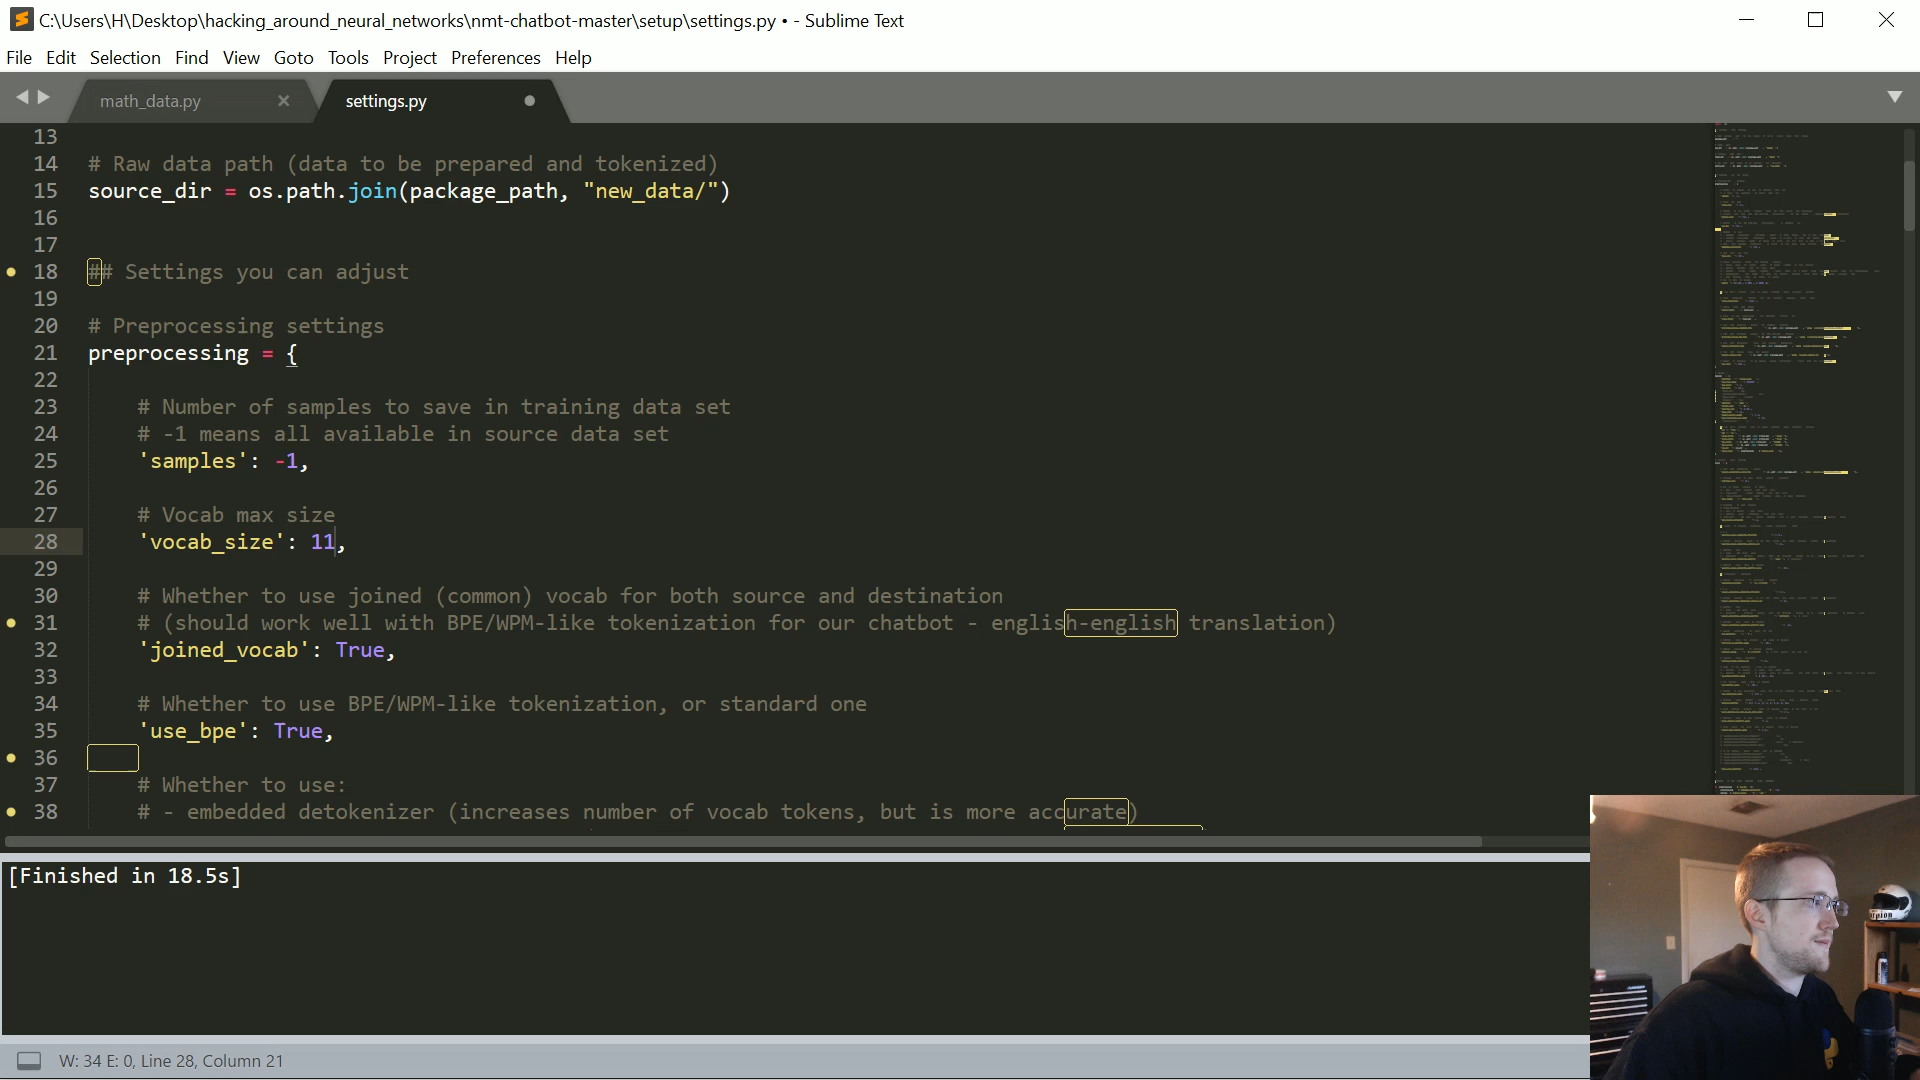 C:\Users\H\Desktop\hacking_around_neural_networks\nmt-chatbot-master\setup\settings.py • - Sublime Text
File Edit Selection Find View Goto Tools Project Preferences Help
math_data.py × settings.py
13
14 # Raw data path (data to be prepared and tokenized)
15 source_dir = os.path.join(package_path, "new_data/")
16
17
18 ## Settings you can adjust
19
20 # Preprocessing settings
21 preprocessing = {
22
23 # Number of samples to save in training data set
24 # -1 means all available in source data set
25 'samples': -1,
26
27 # Vocab max size
28 'vocab_size': 11,
29
30 # Whether to use joined (common) vocab for both source and destination
31 # (should work well with BPE/WPM-like tokenization for our chatbot - english-english translation)
32 'joined_vocab': True,
33
34 # Whether to use BPE/WPM-like tokenization, or standard one
35 'use_bpe': True,
36
37 # Whether to use:
38 # - embedded detokenizer (increases number of vocab tokens, but is more accurate)
[Finished in 18.5s]
W: 34 E: 0, Line 28, Column 21